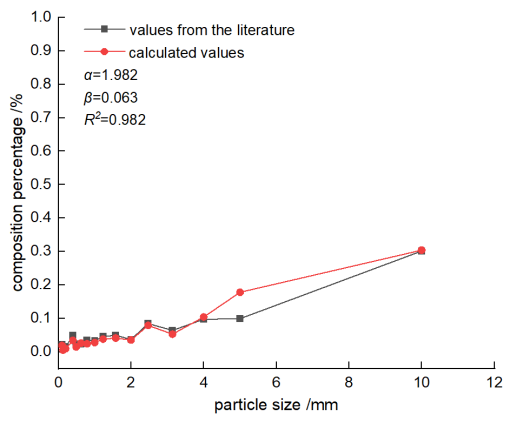 1.0
values from the literature
0.9
calculated values
0.8
α=1.982
β=0.063
0.7
R²=0.982
0.6
0.5
0.4
0.3
0.2
0.1
0.0
composition percentage /%
0 2 4 6 8 10 12
particle size /mm